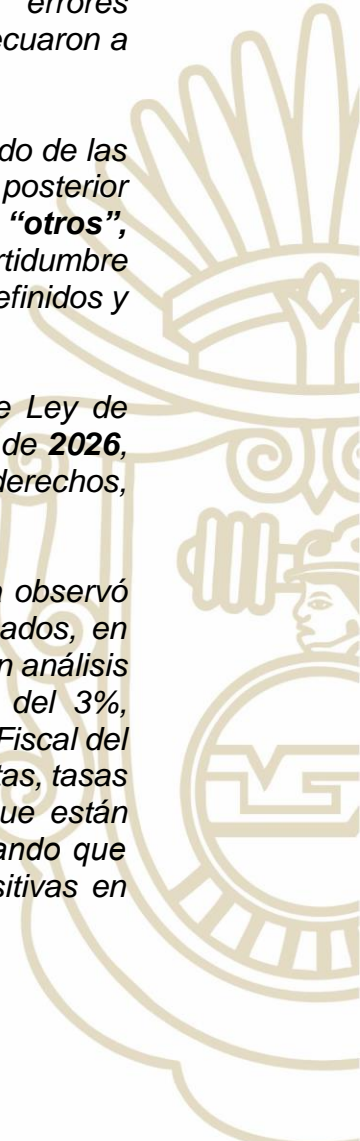 errores
ecuaron a
do de las
posterior
“otros”,
rtidumbre
efinidos y
e Ley de
de 2026,
derechos,
observó
ados, en
n análisis
del 3%,
Fiscal del
tas, tasas
ue están
ando que
sitivas en